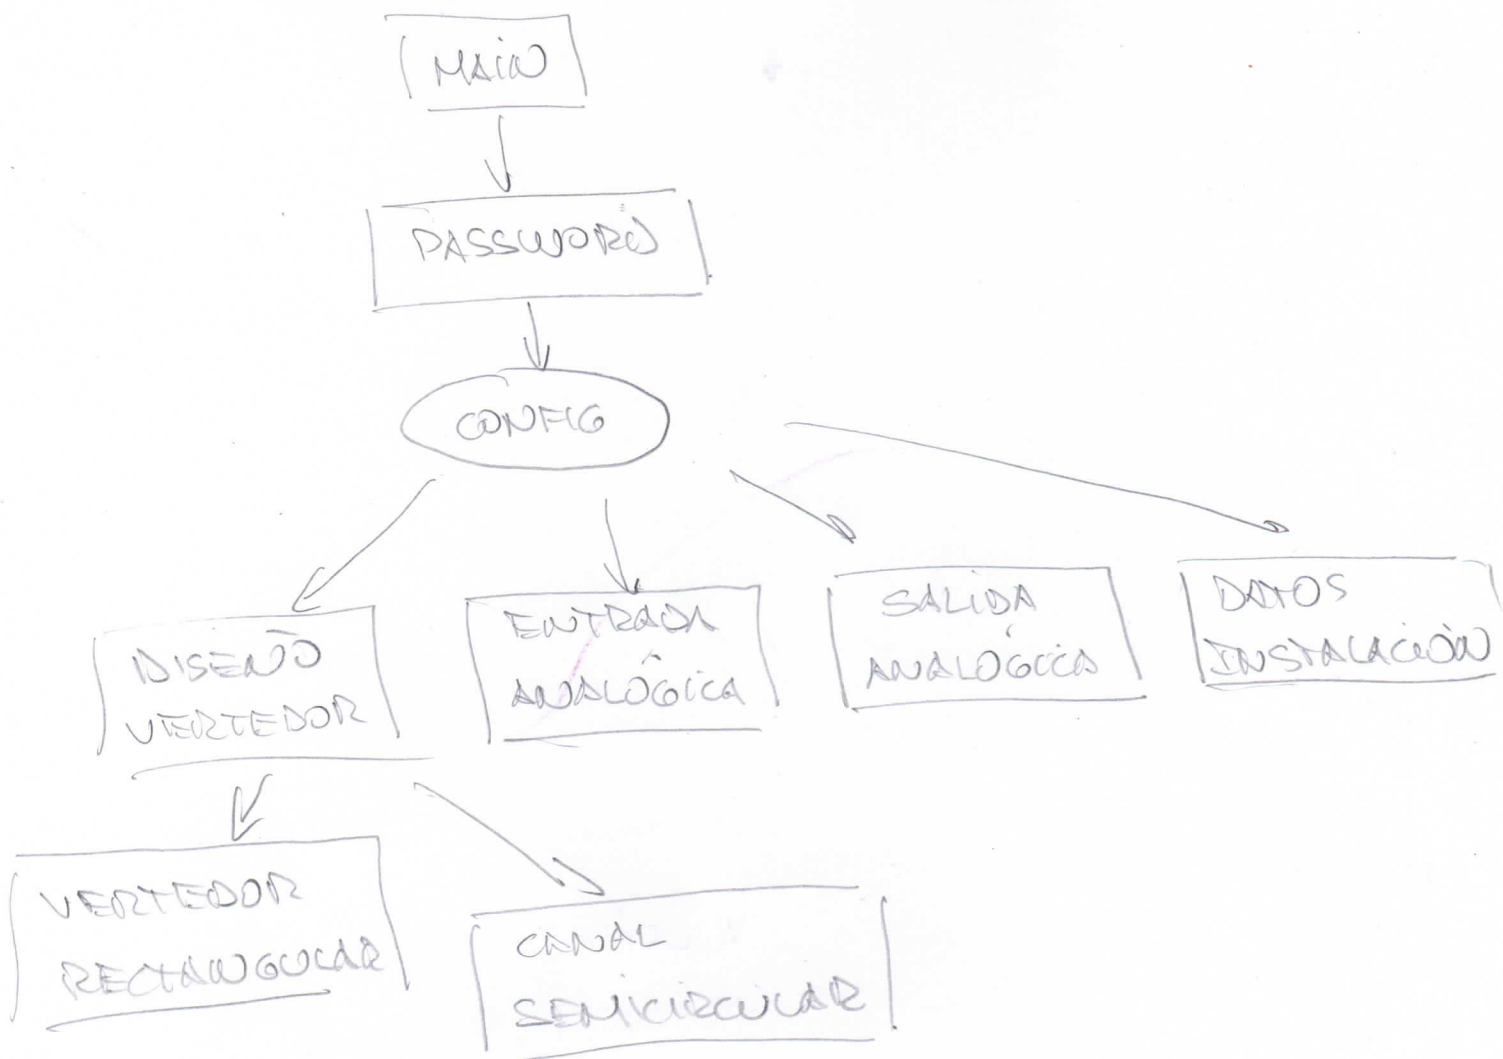 MAIN
PASSWORD
CONFIG
DISEÑO
VERTEDOR
ENTRADA
ANALÓGICA
SALIDA
ANALÓGICA
DATOS
INSTALACIÓN
VERTEDOR
RECTANGULAR
CANAL
SEMICIRCULAR